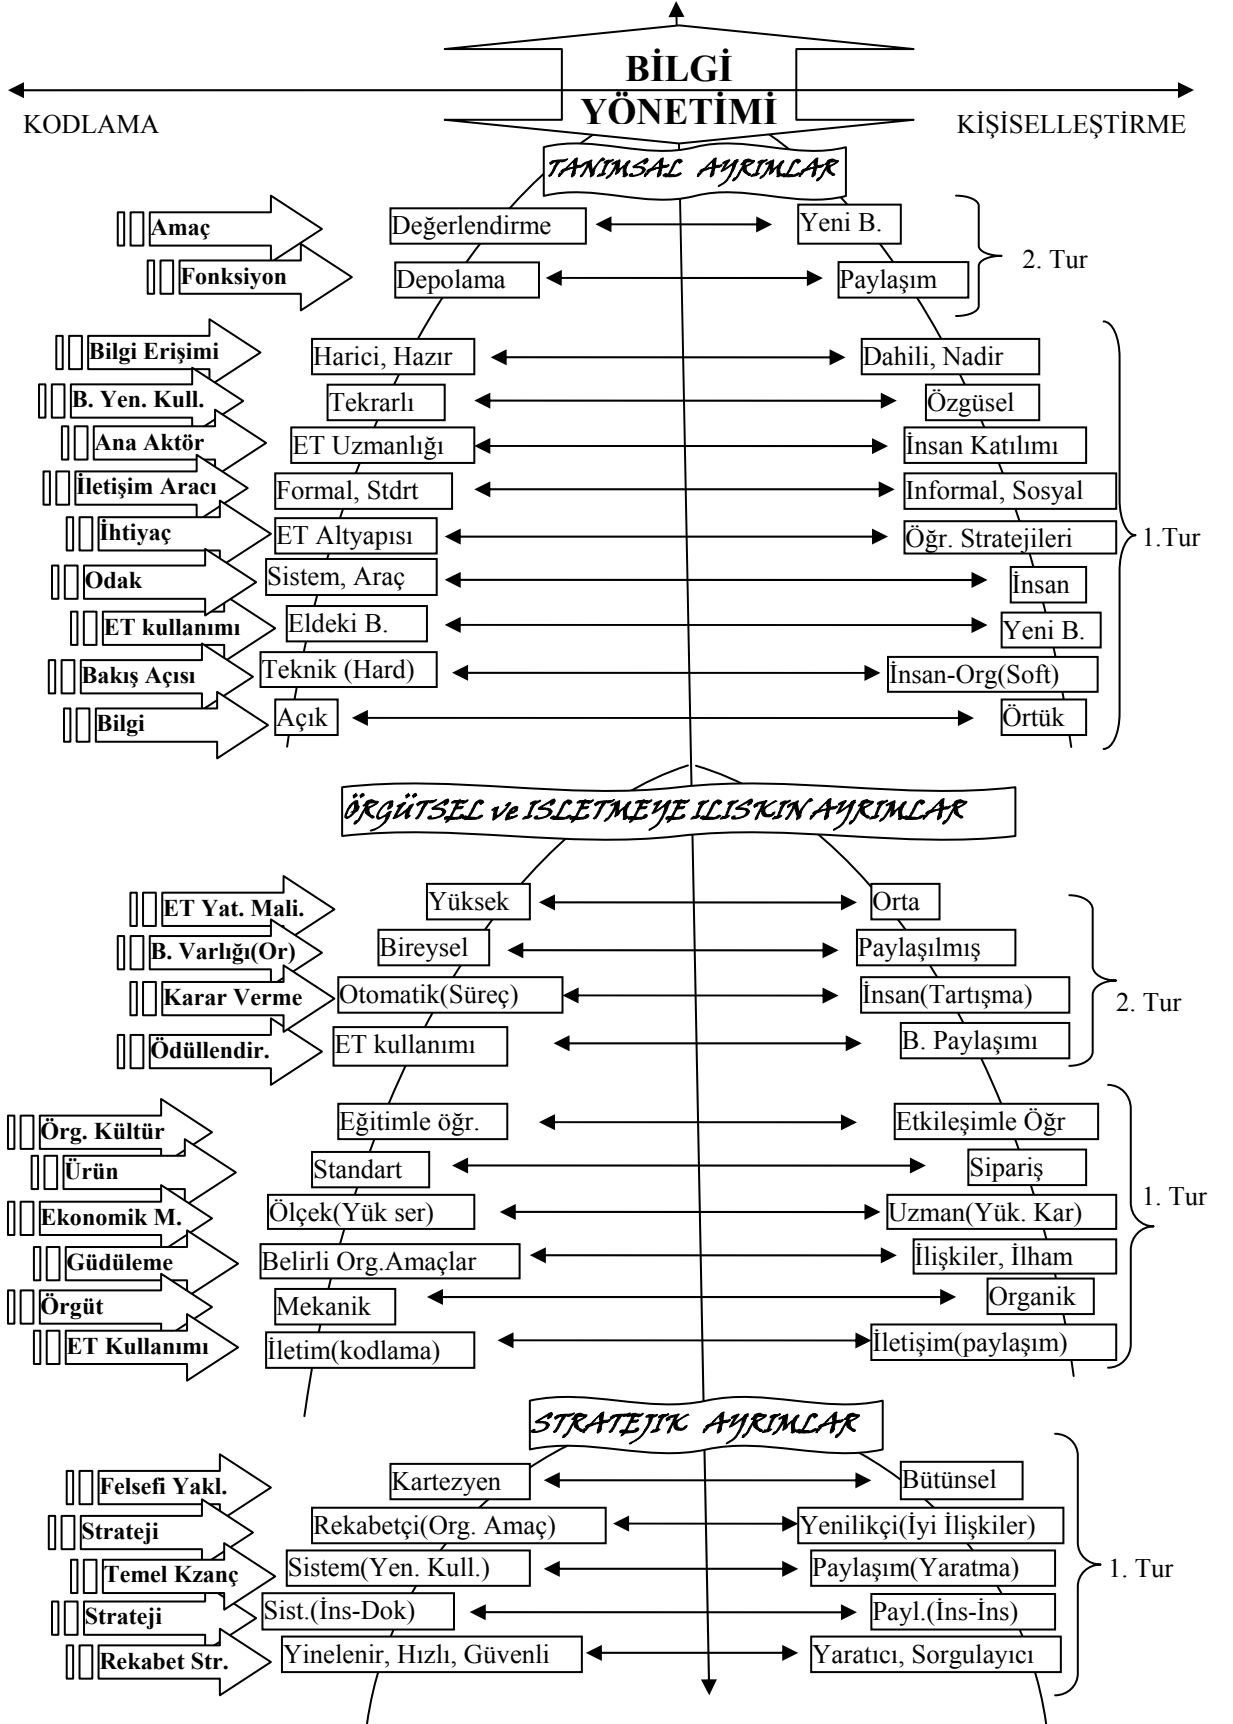 BİLGİ
YÖNETİMİ
KODLAMA
KİŞİSELLEŞTİRME
TANIMSAL AYRIMLAR
Amaç
Değerlendirme
Yeni B.
2. Tur
Fonksiyon
Depolama
Paylaşım
Bilgi Erişimi
Harici, Hazır
Dahili, Nadir
B. Yen. Kull.
Tekrarlı
Özgüsel
Ana Aktör
ET Uzmanlığı
İnsan Katılımı
İletişim Aracı
Formal, Stdrt
Informal, Sosyal
İhtiyaç
ET Altyapısı
Öğr. Stratejileri
1.Tur
Odak
Sistem, Araç
İnsan
ET kullanımı
Eldeki B.
Yeni B.
Bakış Açısı
Teknik (Hard)
İnsan-Org(Soft)
Bilgi
Açık
Örtük
ÖRGÜTSEL ve ISLETMEYE ILISKIN AYRIMLAR
ET Yat. Mali.
Yüksek
Orta
B. Varlığı(Or)
Bireysel
Paylaşılmış
Karar Verme
Otomatik(Süreç)
İnsan(Tartışma)
2. Tur
Ödüllendir.
ET kullanımı
B. Paylaşımı
Örg. Kültür
Eğitimle öğr.
Etkileşimle Öğr
Ürün
Standart
Sipariş
1. Tur
Ekonomik M.
Ölçek(Yük ser)
Uzman(Yük. Kar)
Güdüleme
Belirli Org.Amaçlar
İlişkiler, İlham
Örgüt
Mekanik
Organik
ET Kullanımı
İletim(kodlama)
İletişim(paylaşım)
STRATEJIK AYRIMLAR
Felsefi Yakl.
Kartezyen
Bütünsel
Strateji
Rekabetçi(Org. Amaç)
Yenilikçi(İyi İlişkiler)
Temel Kzanç
Sistem(Yen. Kull.)
Paylaşım(Yaratma)
1. Tur
Strateji
Sist.(İns-Dok)
Payl.(İns-İns)
Rekabet Str.
Yinelenir, Hızlı, Güvenli
Yaratıcı, Sorgulayıcı